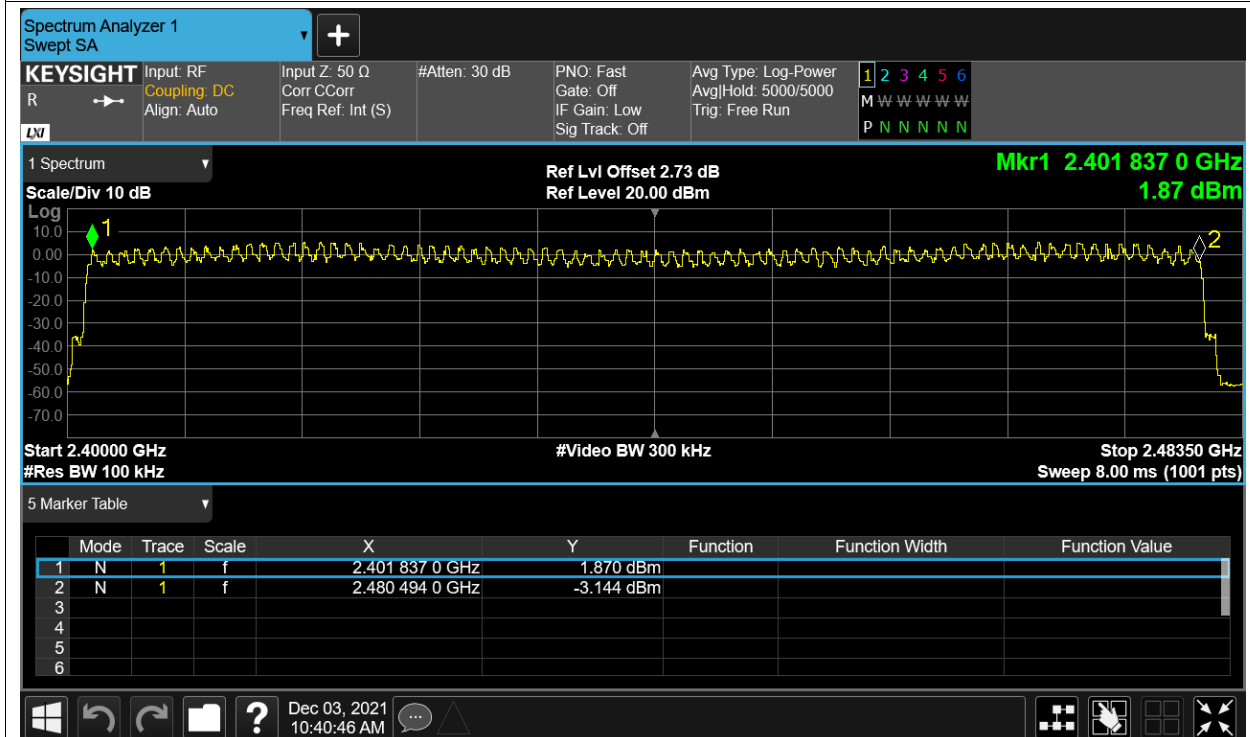 Spectrum Analyzer 1
Swept SA
KEYSIGHT
R
LXI
Input: RF
Coupling: DC
Align: Auto
Input Z: 50 Ω
Corr CCorr
Freq Ref: Int (S)
#Atten: 30 dB
PNO: Fast
Gate: Off
IF Gain: Low
Sig Track: Off
Avg Type: Log-Power
Avg|Hold: 5000/5000
Trig: Free Run
1 2 3 4 5 6
M W W W W W
P N N N N N
1 Spectrum
Scale/Div 10 dB
Ref Lvl Offset 2.73 dB
Ref Level 20.00 dBm
Mkr1 2.401 837 0 GHz
1.87 dBm
Log
1
2
10.0
0.00
-10.0
-20.0
-30.0
-40.0
-50.0
-60.0
-70.0
Start 2.40000 GHz
#Video BW 300 kHz
Stop 2.48350 GHz
#Res BW 100 kHz
Sweep 8.00 ms (1001 pts)
5 Marker Table
Mode Trace Scale X Y Function Function Width Function Value
1 N 1 f 2.401 837 0 GHz 1.870 dBm
2 N 1 f 2.480 494 0 GHz -3.144 dBm
3
4
5
6
?
Dec 03, 2021
10:40:46 AM